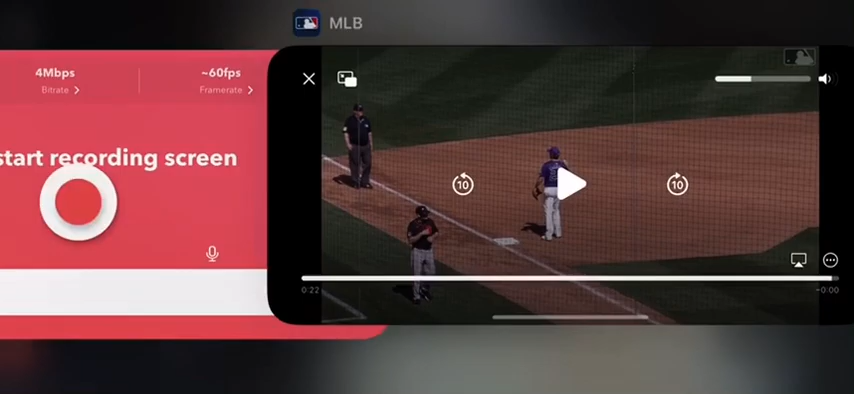 MLB
4Mbps
~60fps
Bitrate
Framerate
start recording screen
10
10
0:22
-0:00